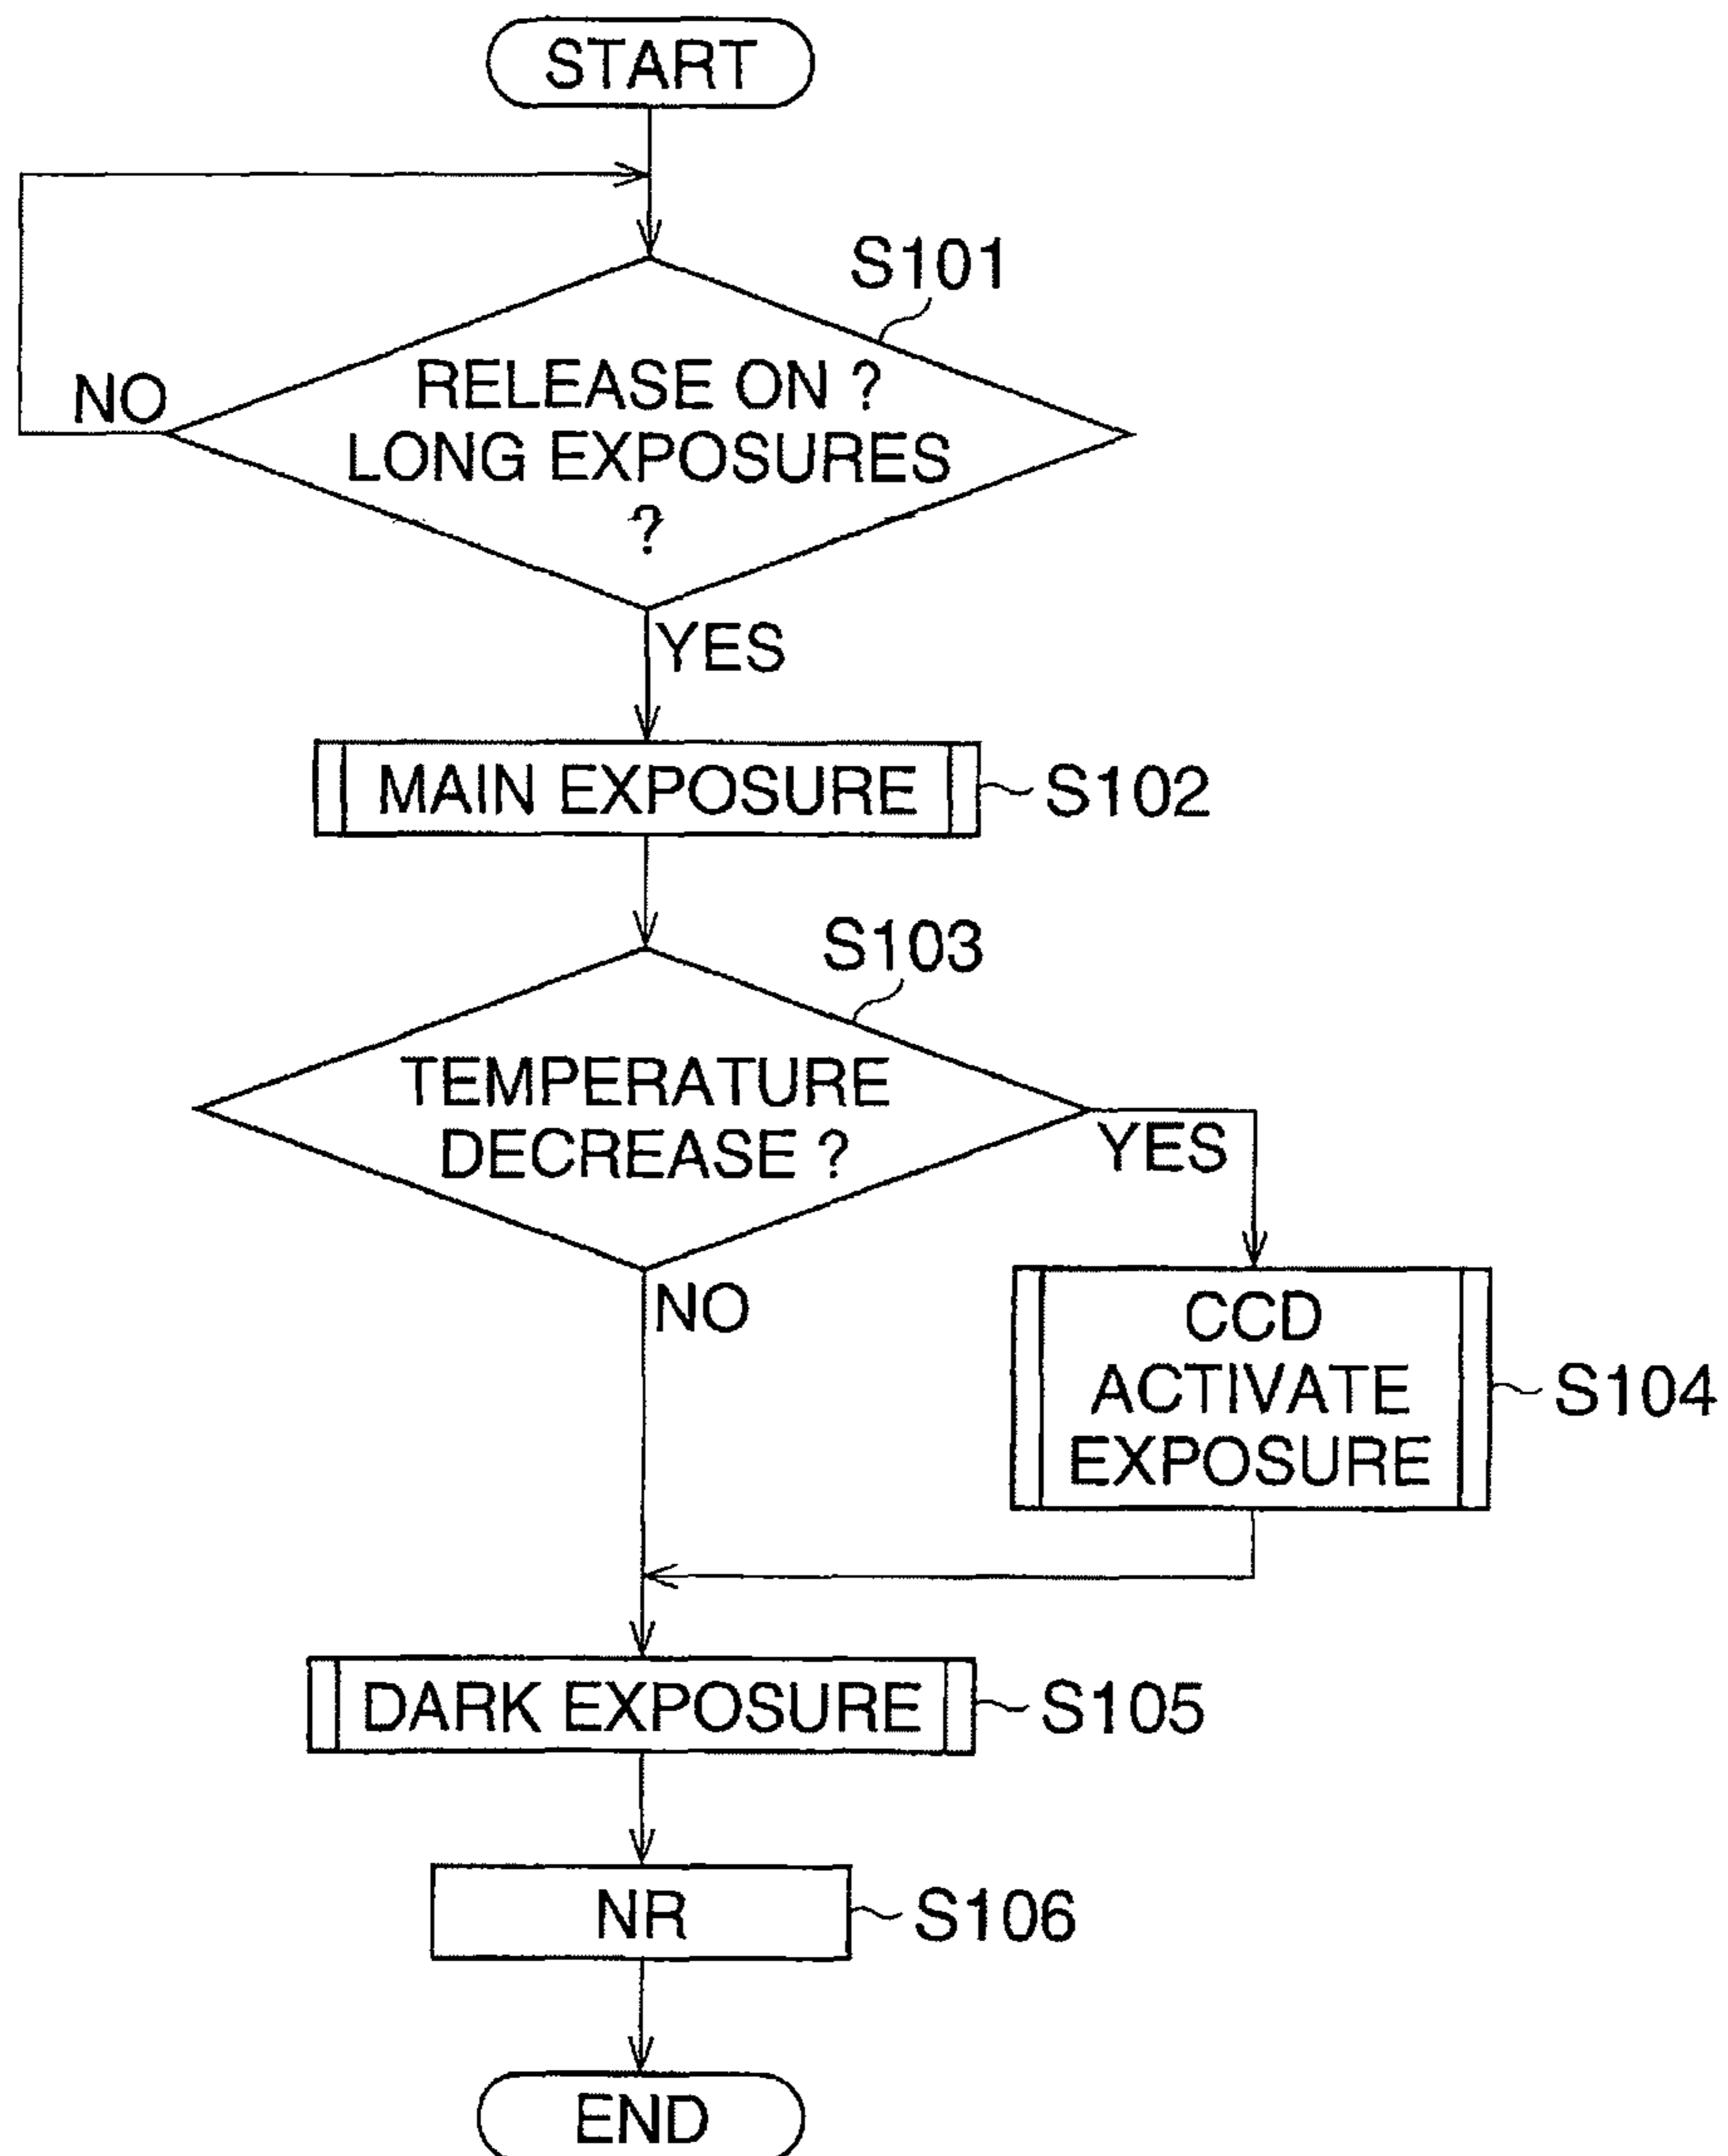 START
S101
RELEASE ON ?
LONG EXPOSURES
?
NO
YES
MAIN EXPOSURE
S102
S103
TEMPERATURE
DECREASE ?
YES
NO
CCD
ACTIVATE
EXPOSURE
S104
DARK EXPOSURE
S105
NR
S106
END